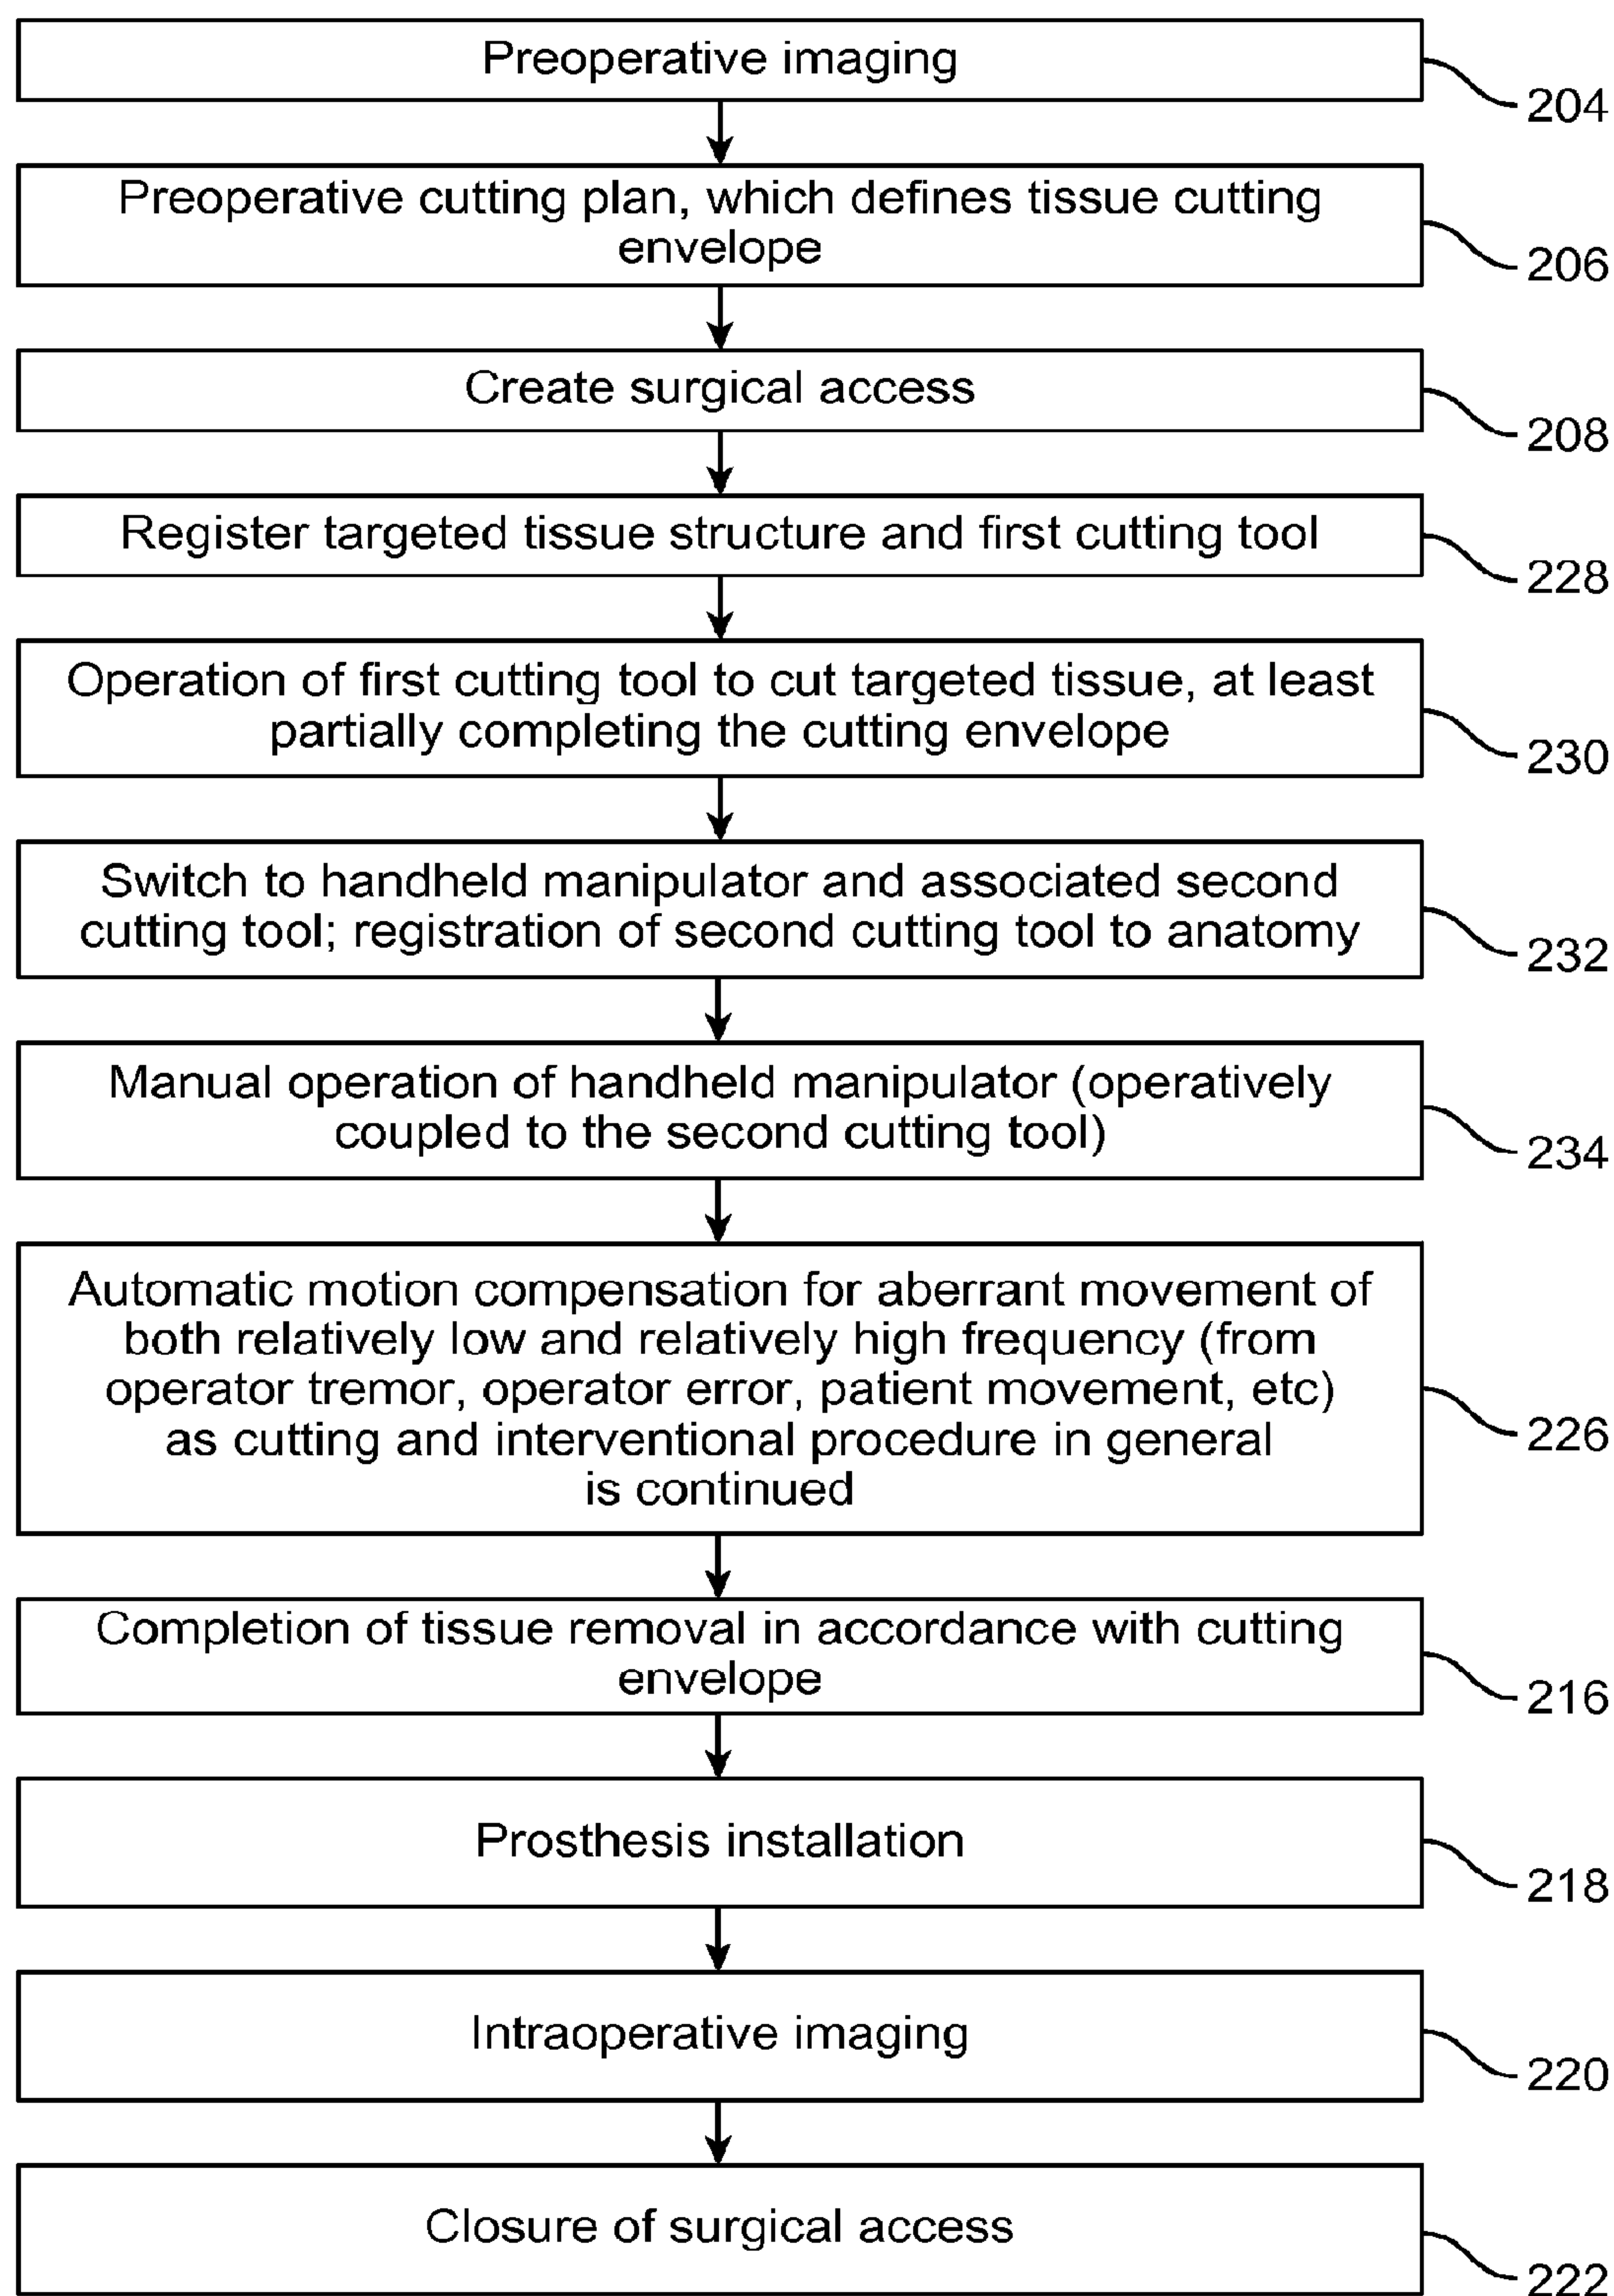 Preoperative imaging
204
Preoperative cutting plan, which defines tissue cutting
envelope
206
Create surgical access
208
Register targeted tissue structure and first cutting tool
228
Operation of first cutting tool to cut targeted tissue, at least
partially completing the cutting envelope
230
Switch to handheld manipulator and associated second
cutting tool; registration of second cutting tool to anatomy
232
Manual operation of handheld manipulator (operatively
coupled to the second cutting tool)
234
Automatic motion compensation for aberrant movement of
both relatively low and relatively high frequency (from
operator tremor, operator error, patient movement, etc)
as cutting and interventional procedure in general
is continued
226
Completion of tissue removal in accordance with cutting
envelope
216
Prosthesis installation
218
Intraoperative imaging
220
Closure of surgical access
222